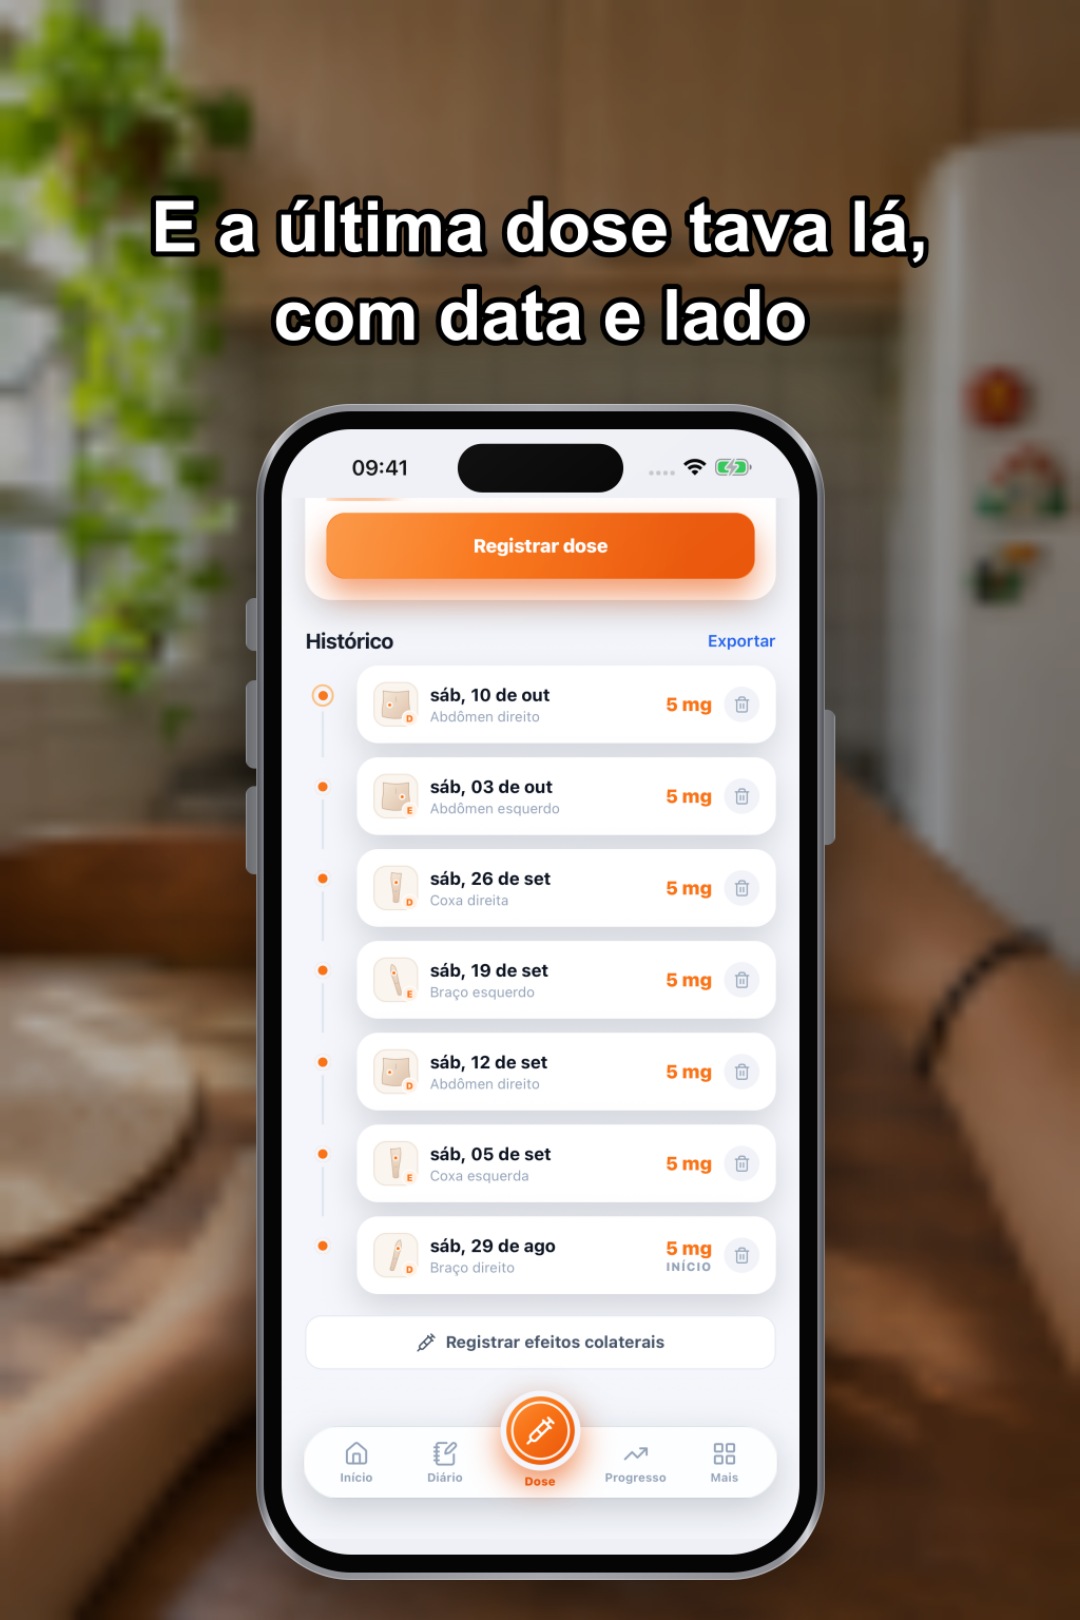 E a última dose tava lá,
com data e lado
09:41
Registrar dose
Histórico
Exportar
sáb, 10 de out
Abdômen direito
5 mg
D
sáb, 03 de out
Abdômen esquerdo
5 mg
E
sáb, 26 de set
Coxa direita
5 mg
D
sáb, 19 de set
Braço esquerdo
5 mg
E
sáb, 12 de set
Abdômen direito
5 mg
D
sáb, 05 de set
Coxa esquerda
5 mg
E
sáb, 29 de ago
Braço direito
5 mg
INÍCIO
D
Registrar efeitos colaterais
Início
Diário
Dose
Progresso
Mais